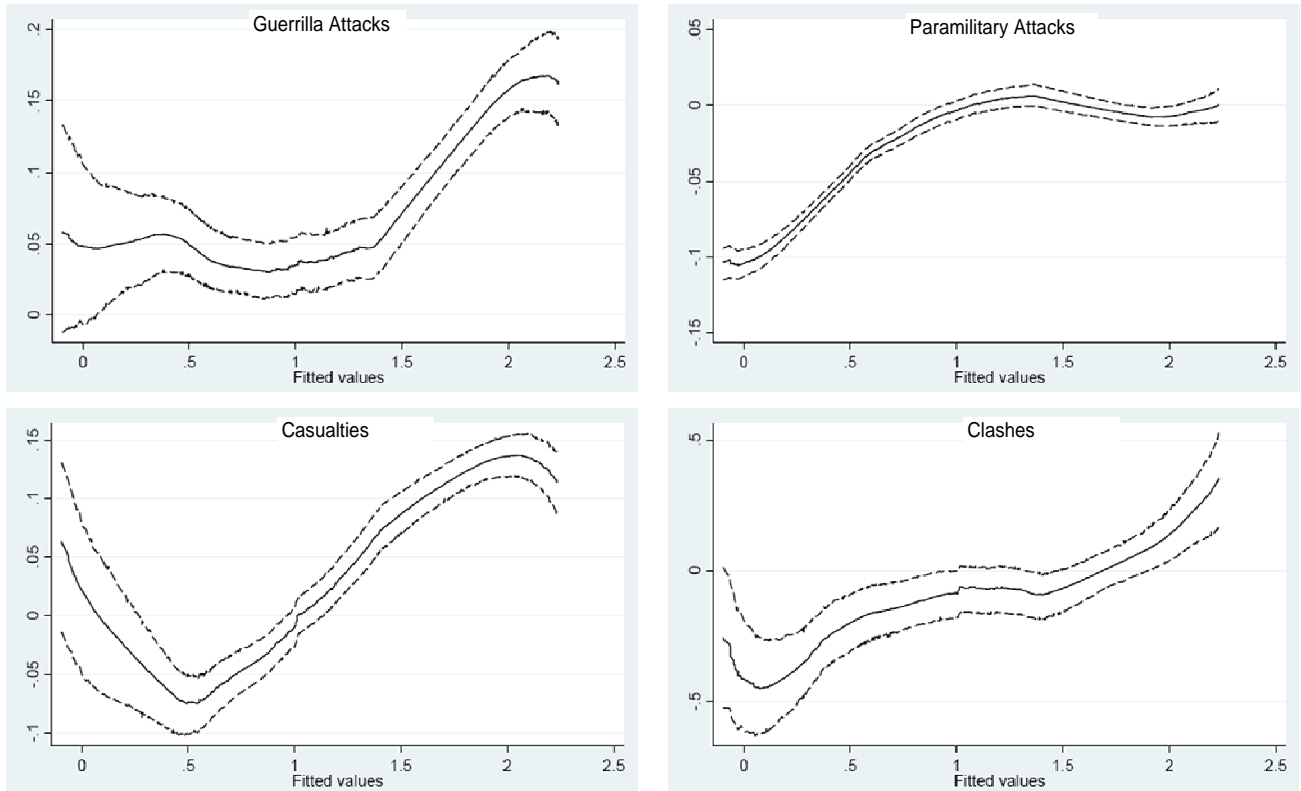 Guerrilla Attacks
.2
.15
.1
.05
0
0 .5 1 1.5 2 2.5
Fitted values
Paramilitary Attacks
.05
0
-.05
-.1
-.15
0 .5 1 1.5 2 2.5
Fitted values
Casualties
.15
.1
.05
0
-.05
-.1
0 .5 1 1.5 2 2.5
Fitted values
Clashes
.5
0
-.5
0 .5 1 1.5 2 2.5
Fitted values